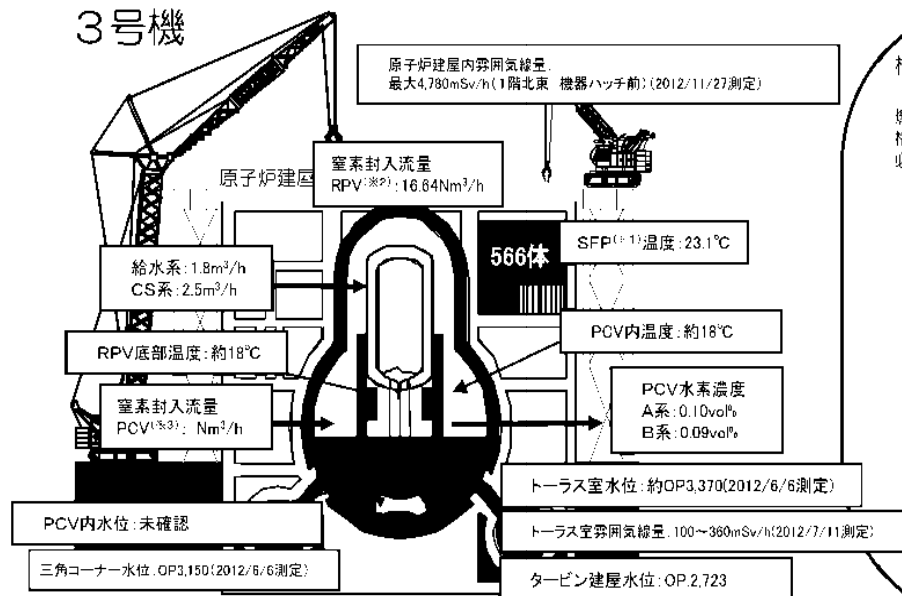 3号機
原子炉建屋内雰囲気線量.
最大4,780mSv/h(1階北東 機器ハッチ前)(2012/11/27測定)
原子炉建屋
窒素封入流量
RPV(※2):16.64Nm³/h
SFP(※1)温度:23.1℃
566体
給水系:1.8m³/h
CS系:2.5m³/h
PCV内温度:約18℃
RPV底部温度:約18℃
PCV水素濃度
A系:0.10vol%
B系:0.09vol%
窒素封入流量
PCV(※3): Nm³/h
トーラス室水位:約OP3,370(2012/6/6測定)
PCV内水位:未確認
トーラス室雰囲気線量.100~360mSv/h(2012/7/11測定)
三角コーナー水位.OP3,150(2012/6/6測定)
タービン建屋水位:OP.2,723